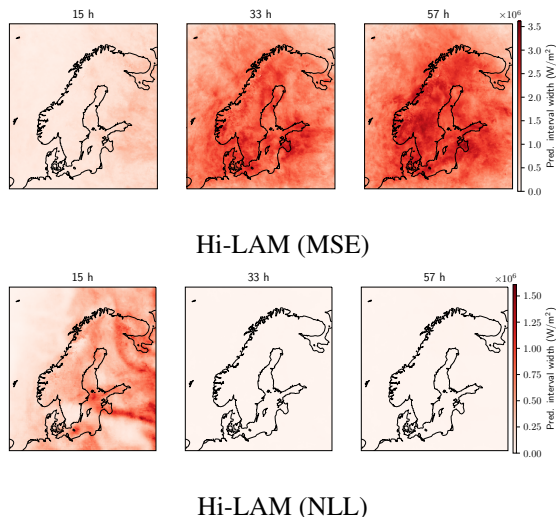 15 h 33 h 57 h
×10⁶
3.5
3.0
2.5
2.0
1.5
1.0
0.5
0.0
Pred. interval width (W/m²)
Hi-LAM (MSE)
15 h 33 h 57 h
×10⁶
1.50
1.25
1.00
0.75
0.50
0.25
0.00
Pred. interval width (W/m²)
Hi-LAM (NLL)